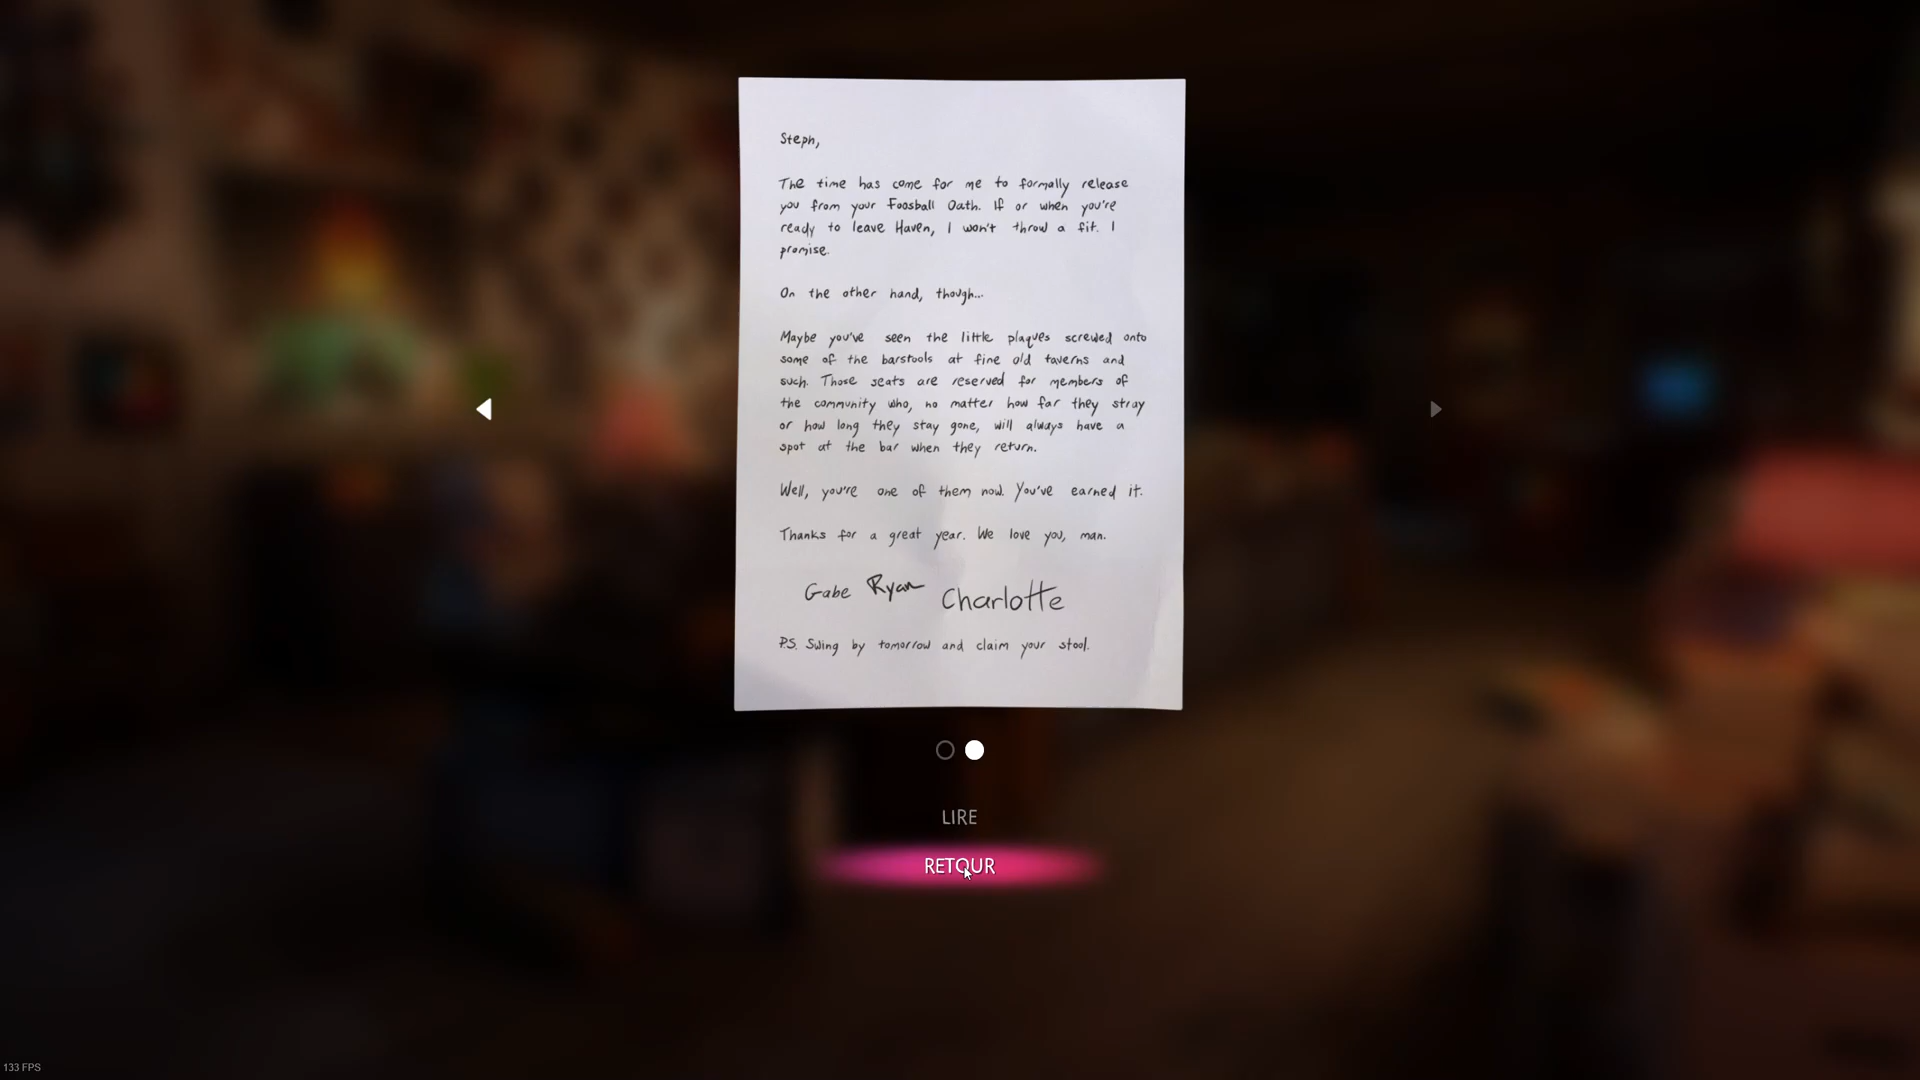 Steph,
The time has come for me to formally release
you from your Foosball Oath. If or when you're
ready to leave Haven, I won't throw a fit. I
promise.
On the other hand, though...
Maybe you've seen the little plaques screwed onto
some of the barstools at fine old taverns and
such. Those seats are reserved for members of
the community who, no matter how far they stray
or how long they stay gone, will always have a
spot at the bar when they return.
Well, you're one of them now. You've earned it.
Thanks for a great year. We love you, man.
Gabe Ryan Charlotte
P.S. Swing by tomorrow and claim your stool.
LIRE
RETOUR
133 FPS